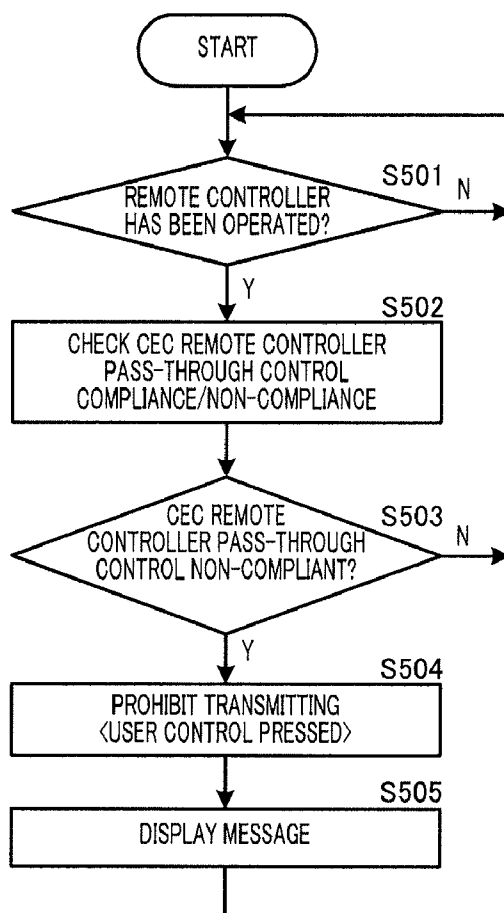 START
S501
REMOTE CONTROLLER
HAS BEEN OPERATED?
N
Y
S502
CHECK CEC REMOTE CONTROLLER
PASS-THROUGH CONTROL
COMPLIANCE/NON-COMPLIANCE
S503
CEC REMOTE
CONTROLLER PASS-THROUGH
CONTROL NON-COMPLIANT?
N
Y
S504
PROHIBIT TRANSMITTING
<USER CONTROL PRESSED>
S505
DISPLAY MESSAGE